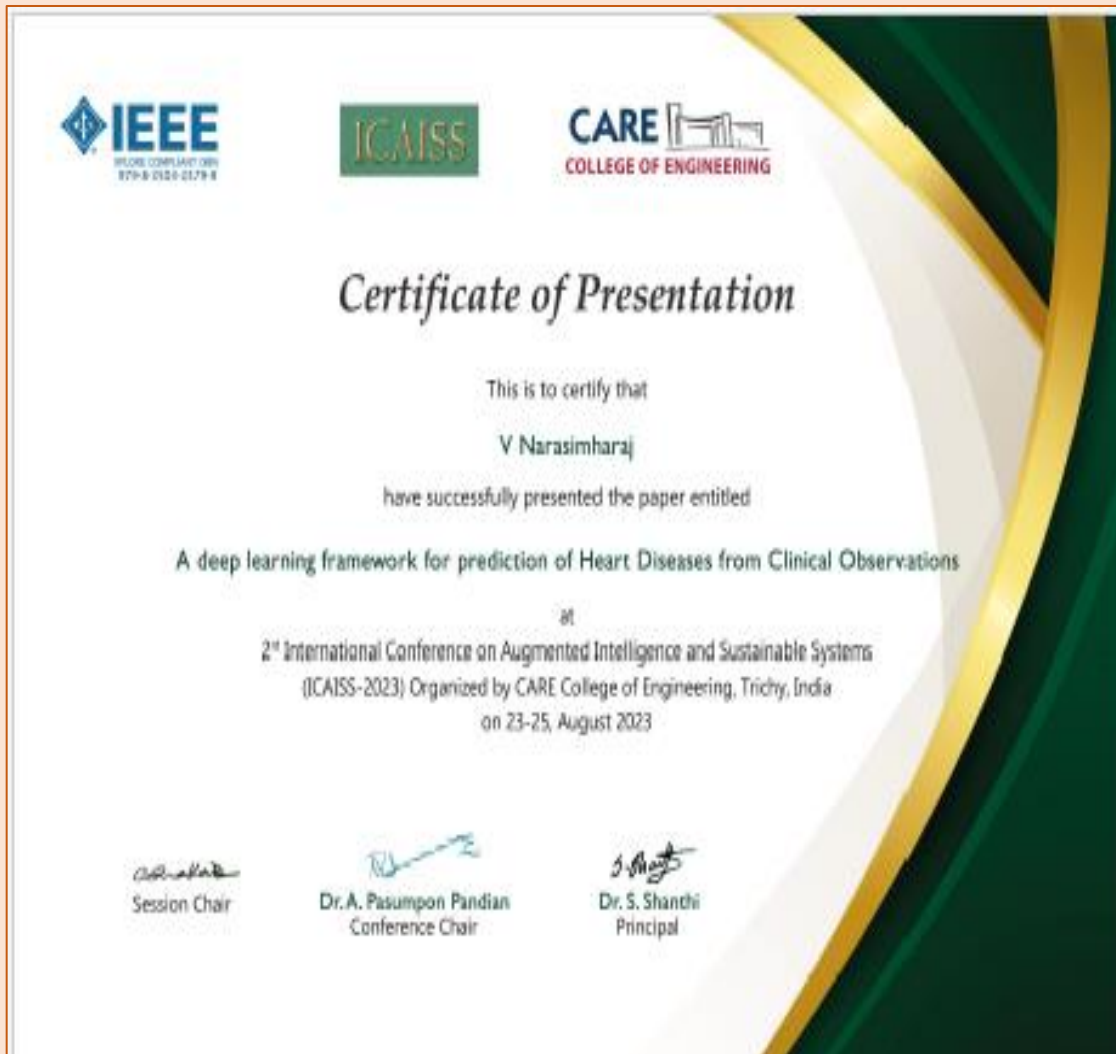 IEEE
XPLORE COMPLIANT ISBN
ICAISS
CARE
COLLEGE OF ENGINEERING
Certificate of Presentation
This is to certify that
V Narasimharaj
have successfully presented the paper entitled
A deep learning framework for prediction of Heart Diseases from Clinical Observations
at
2nd International Conference on Augmented Intelligence and Sustainable Systems
(ICAISS-2023) Organized by CARE College of Engineering, Trichy, India
on 23-25, August 2023
Session Chair
Dr. A. Pasumpon Pandian
Conference Chair
Dr. S. Shanthi
Principal